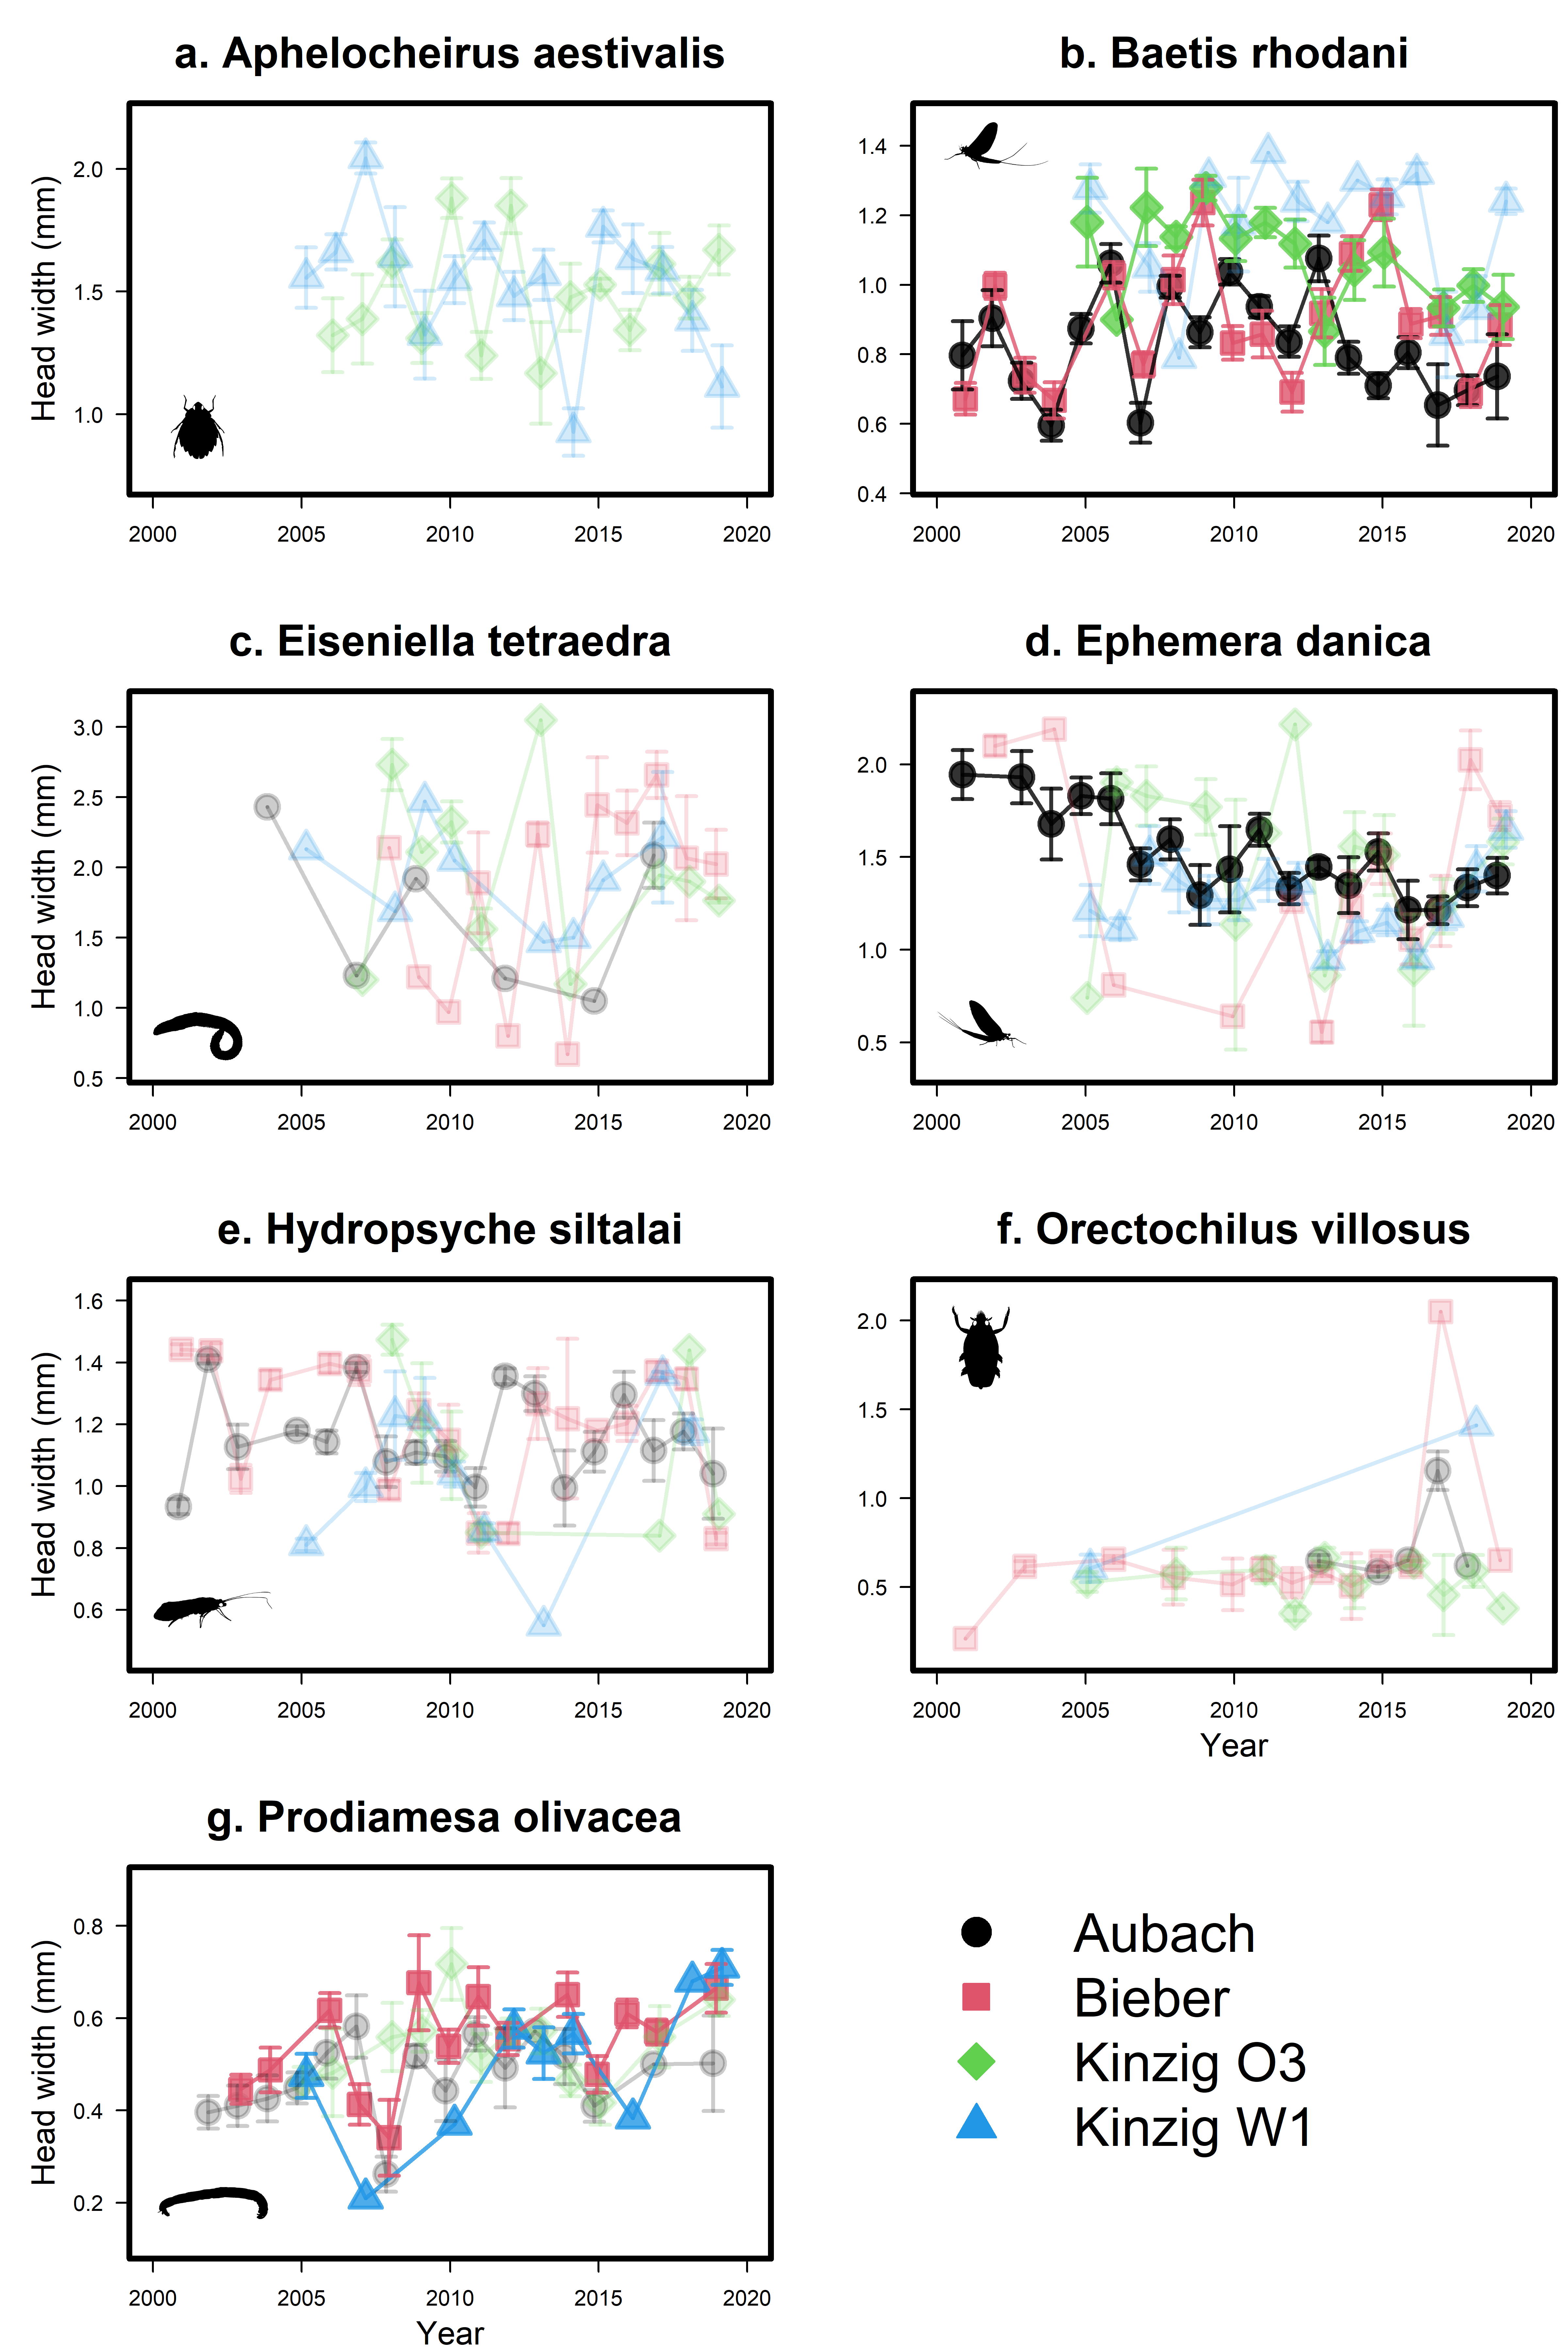 a. Aphelocheirus aestivalis
Head width (mm)
2.0
1.5
1.0
2000 2005 2010 2015 2020
b. Baetis rhodani
1.4
1.2
1.0
0.8
0.6
0.4
2000 2005 2010 2015 2020
c. Eiseniella tetraedra
Head width (mm)
3.0
2.5
2.0
1.5
1.0
0.5
2000 2005 2010 2015 2020
d. Ephemera danica
2.0
1.5
1.0
0.5
2000 2005 2010 2015 2020
e. Hydropsyche siltalai
Head width (mm)
1.6
1.4
1.2
1.0
0.8
0.6
2000 2005 2010 2015 2020
f. Orectochilus villosus
2.0
1.5
1.0
0.5
2000 2005 2010 2015 2020
Year
g. Prodiamesa olivacea
Head width (mm)
0.8
0.6
0.4
0.2
2000 2005 2010 2015 2020
Year
Aubach
Bieber
Kinzig O3
Kinzig W1